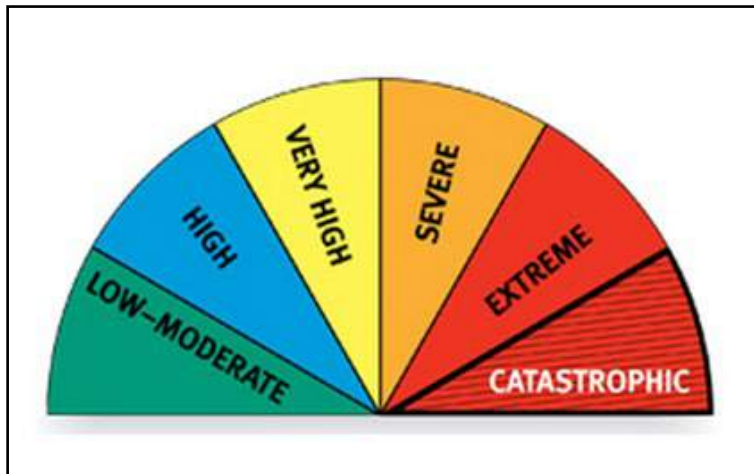 LOW–MODERATE
HIGH
VERY HIGH
SEVERE
EXTREME
CATASTROPHIC